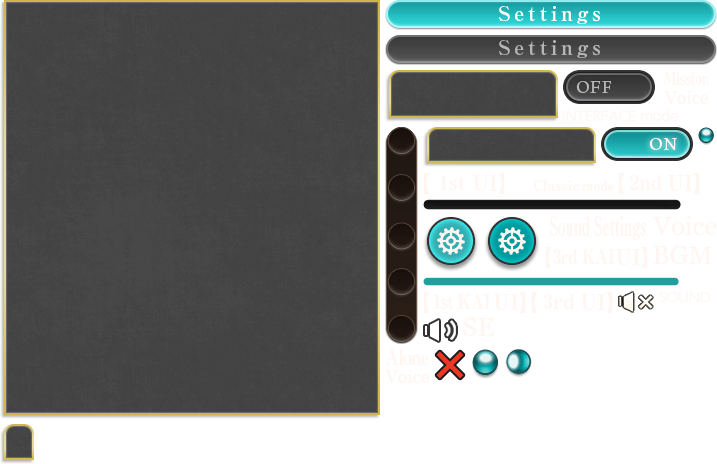 Settings
Settings
OFF
Mission
Voice
INTERFACE mode
ON
[ 1st UI]
Classic mode
[ 2nd UI]
Sound Settings
Voice
[3rd KAI UI]
BGM
[1st KAI UI]
[ 3rd UI]
SOUND
SE
Alone
Voice